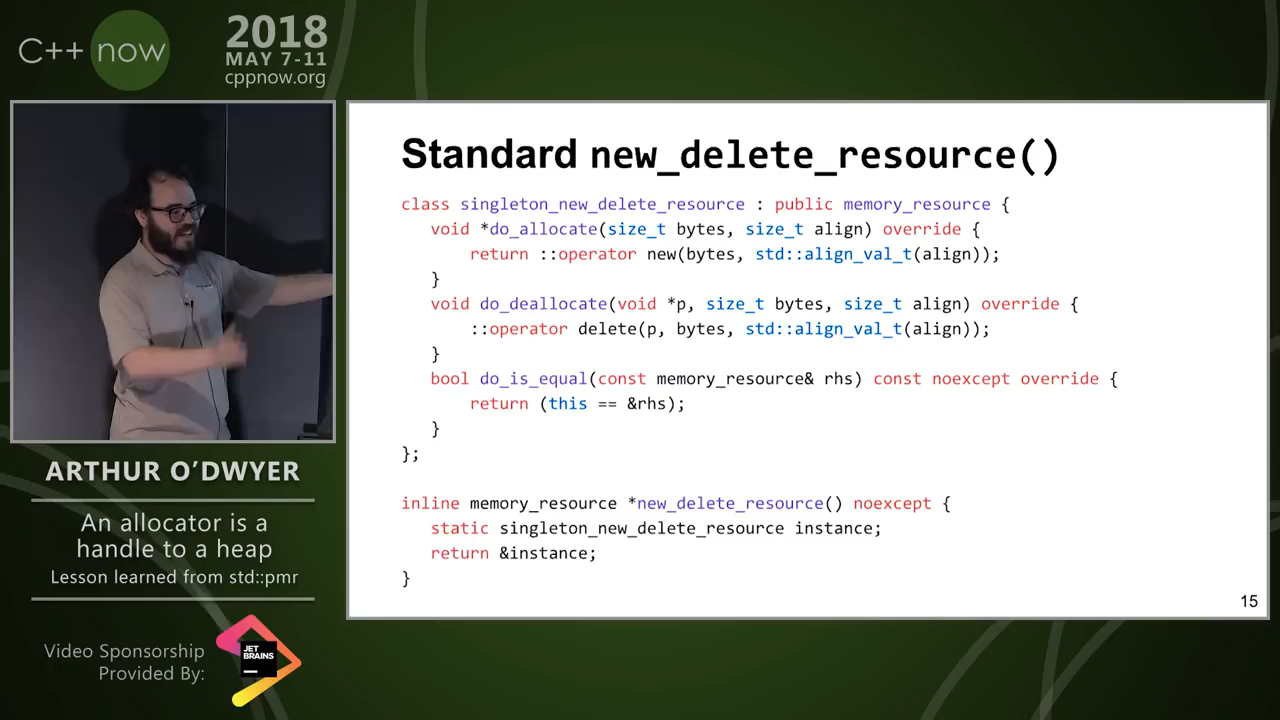 C++ now
2018
MAY 7-11
cppnow.org
Standard new_delete_resource()
class singleton_new_delete_resource : public memory_resource {
void *do_allocate(size_t bytes, size_t align) override {
return ::operator new(bytes, std::align_val_t(align));
}
void do_deallocate(void *p, size_t bytes, size_t align) override {
::operator delete(p, bytes, std::align_val_t(align));
}
bool do_is_equal(const memory_resource& rhs) const noexcept override {
return (this == &rhs);
}
};
inline memory_resource *new_delete_resource() noexcept {
static singleton_new_delete_resource instance;
return &instance;
}
15
ARTHUR O’DWYER
An allocator is a
handle to a heap
Lesson learned from std::pmr
Video Sponsorship
Provided By:
JET
BRAINS